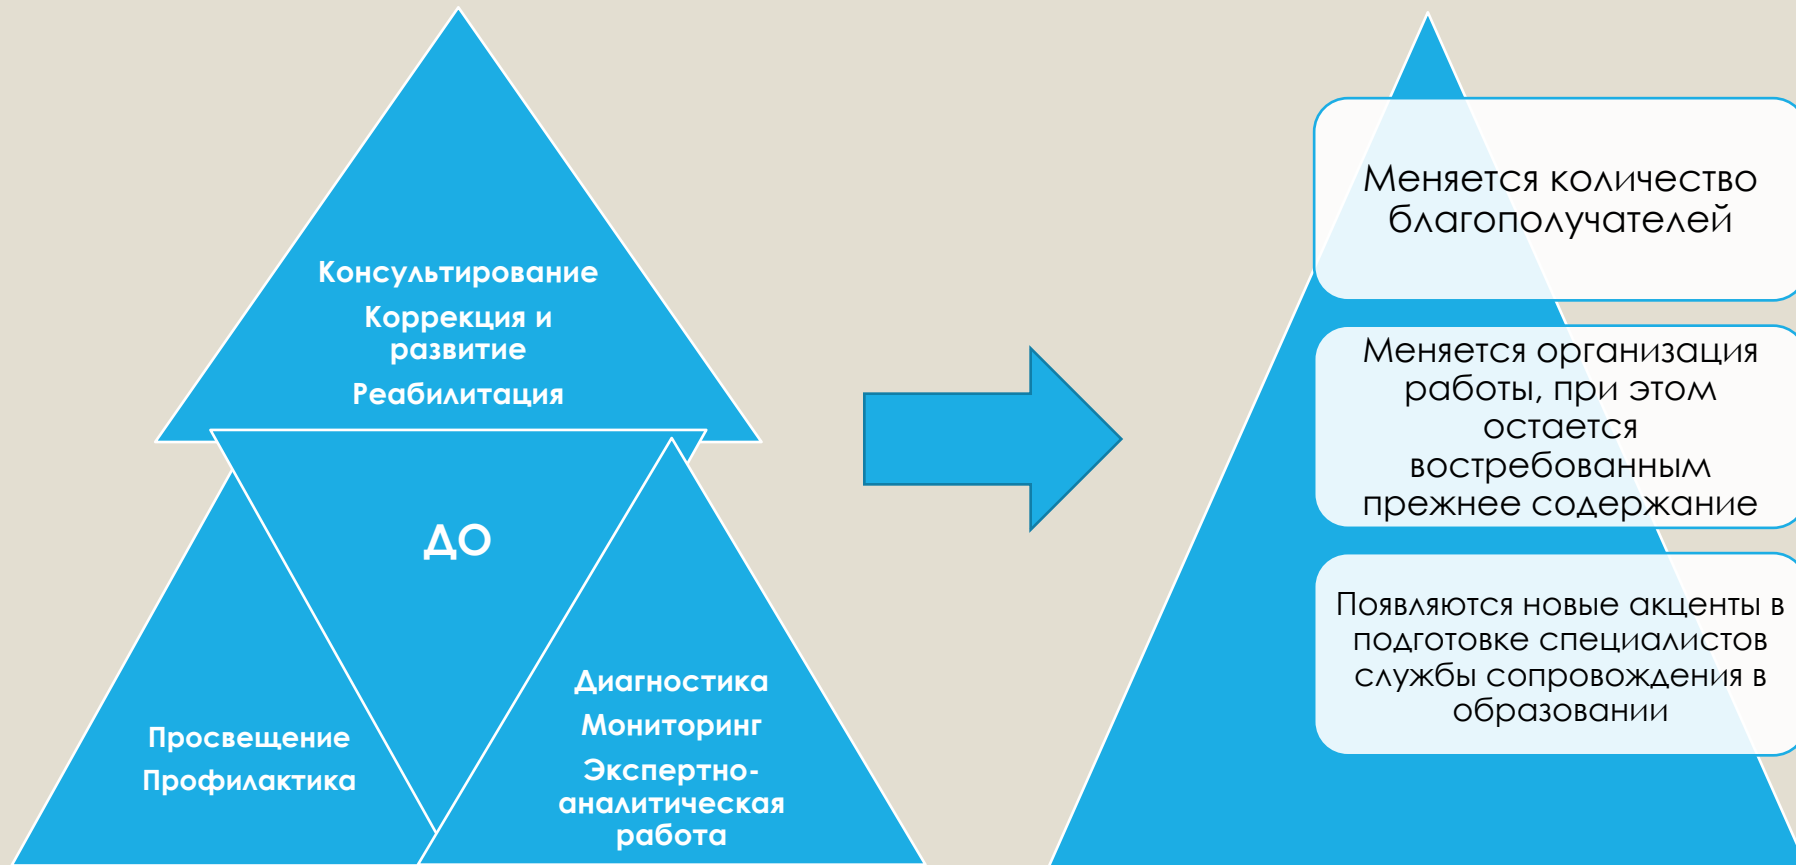 Консультирование
Коррекция и
развитие
Реабилитация
ДО
Просвещение
Профилактика
Диагностика
Мониторинг
Экспертно-
аналитическая
работа
Меняется количество
благополучателей
Меняется организация
работы, при этом
остается
востребованным
прежнее содержание
Появляются новые акценты в
подготовке специалистов
службы сопровождения в
образовании